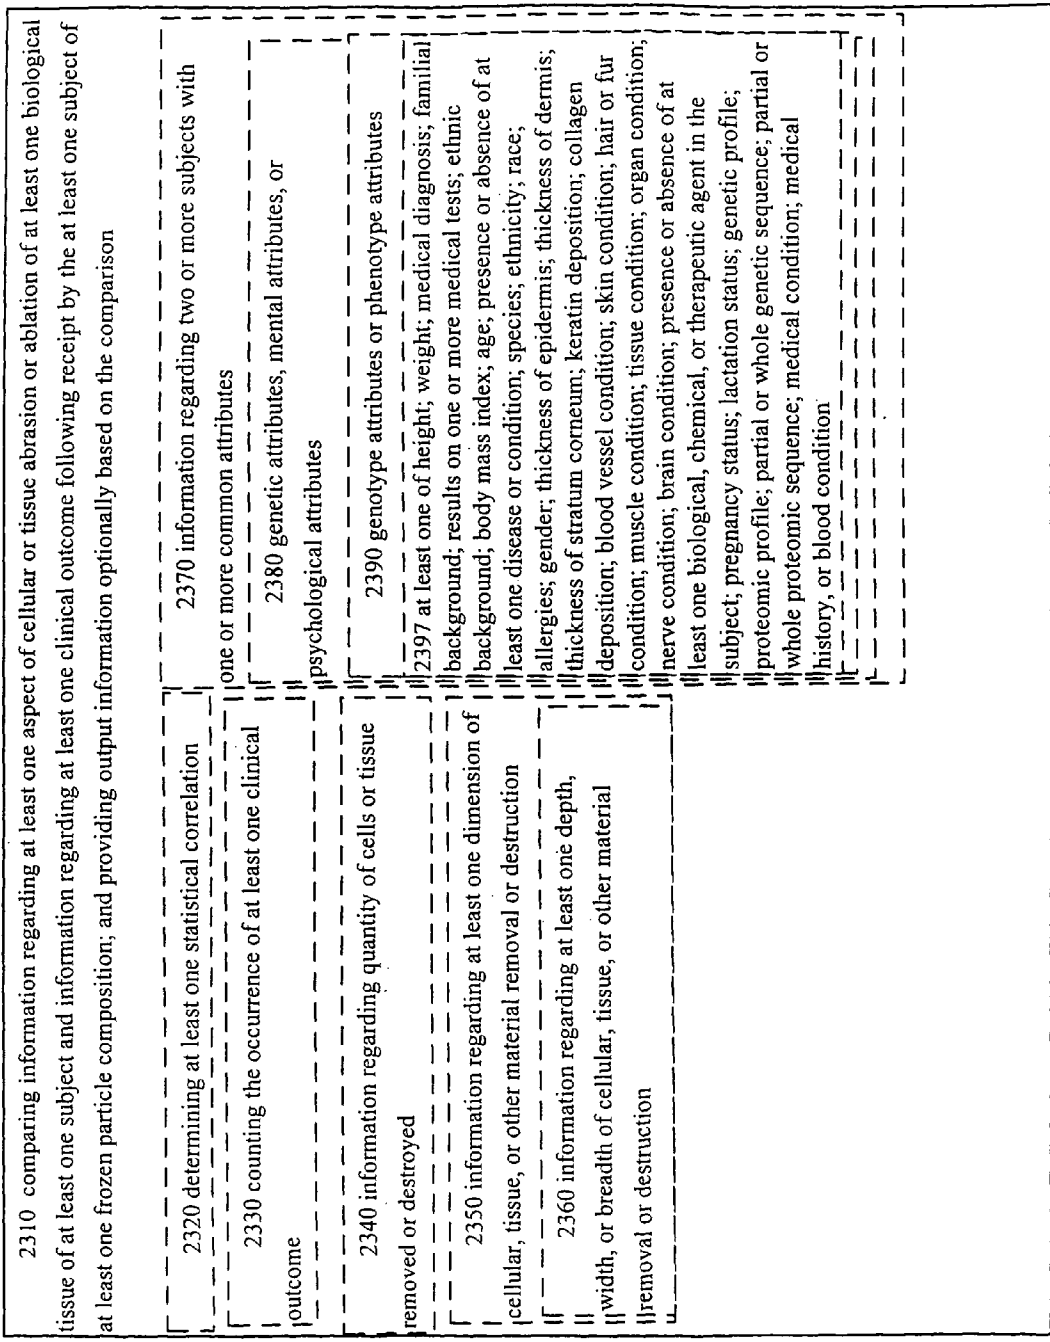 2310 comparing information regarding at least one aspect of cellular or tissue abrasion or ablation of at least one biological
tissue of at least one subject and information regarding at least one clinical outcome following receipt by the at least one subject of
at least one frozen particle composition; and providing output information optionally based on the comparison
2320 determining at least one statistical correlation
2330 counting the occurrence of at least one clinical
outcome
2340 information regarding quantity of cells or tissue
removed or destroyed
2350 information regarding at least one dimension of
cellular, tissue, or other material removal or destruction
2360 information regarding at least one depth,
width, or breadth of cellular, tissue, or other material
removal or destruction
2370 information regarding two or more subjects with
one or more common attributes
2380 genetic attributes, mental attributes, or
psychological attributes
2390 genotype attributes or phenotype attributes
2397 at least one of height; weight; medical diagnosis; familial
background; results on one or more medical tests; ethnic
background; body mass index; age; presence or absence of at
least one disease or condition; species; ethnicity; race;
allergies; gender; thickness of epidermis; thickness of dermis;
thickness of stratum corneum; keratin deposition; collagen
deposition; blood vessel condition; skin condition; hair or fur
condition; muscle condition; tissue condition; organ condition;
nerve condition; brain condition; presence or absence of at
least one biological, chemical, or therapeutic agent in the
subject; pregnancy status; lactation status; genetic profile;
proteomic profile; partial or whole genetic sequence; partial or
whole proteomic sequence; medical condition; medical
history, or blood condition